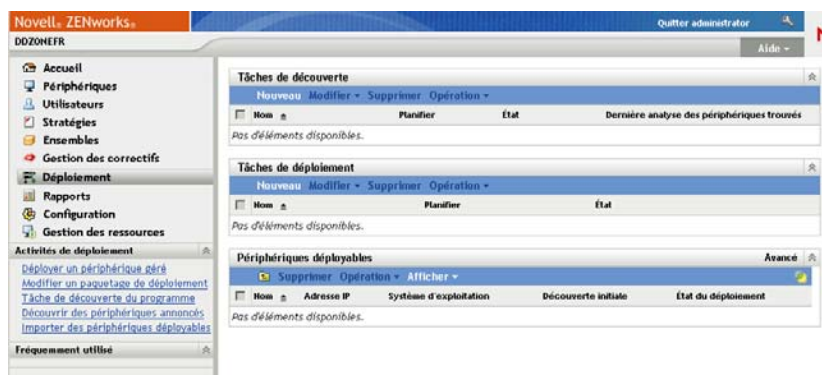 Novell® ZENworks®
Quitter administrator
DDZONEFR
Aide
Accueil
Périphériques
Utilisateurs
Stratégies
Ensembles
Gestion des correctifs
Déploiement
Rapports
Configuration
Gestion des ressources
Activités de déploiement
Déployer un périphérique géré
Modifier un paquetage de déploiement
Tâche de découverte du programme
Découvrir des périphériques annoncés
Importer des périphériques déployables
Fréquemment utilisé
Tâches de découverte
Nouveau Modifier Supprimer Opération
Nom Planifier État Dernière analyse des périphériques trouvés
Pas d'éléments disponibles.
Tâches de déploiement
Nouveau Modifier Supprimer Opération
Nom Planifier État
Pas d'éléments disponibles.
Périphériques déployables Avancé
Supprimer Opération Afficher
Nom Adresse IP Système d'exploitation Découverte initiale État du déploiement
Pas d'éléments disponibles.